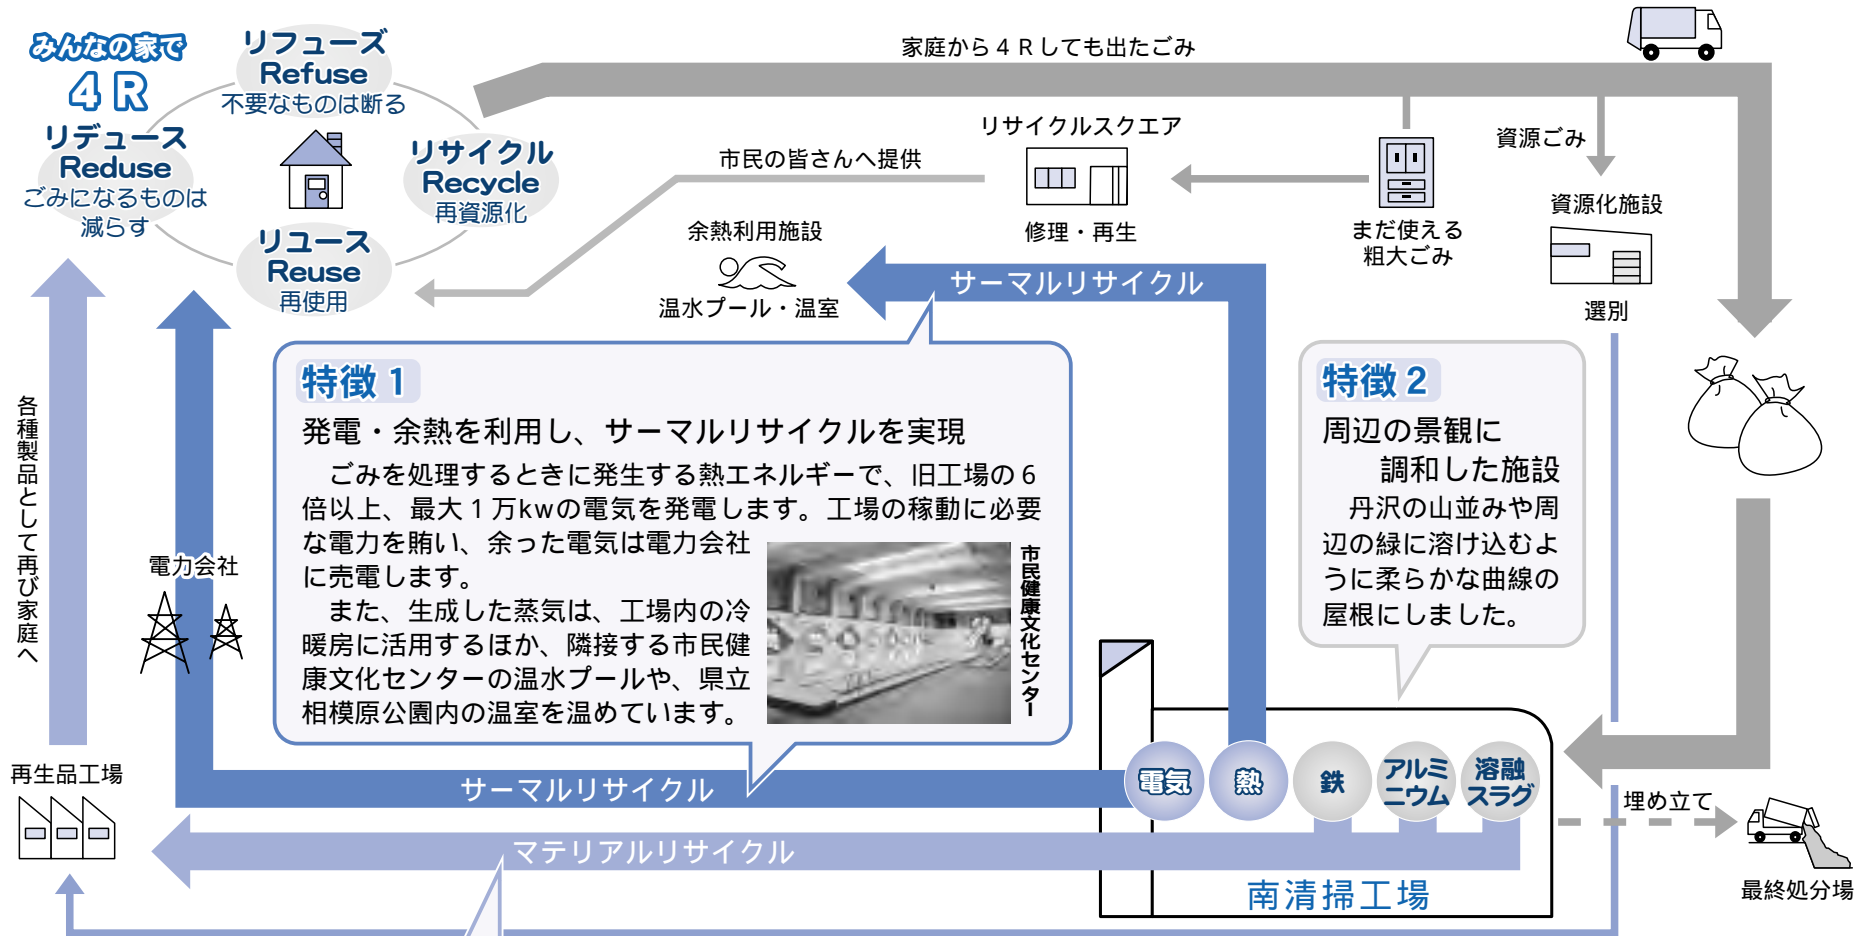 みんなの家で
4R
リフューズ
Refuse
不要なものは断る
リデュース
Reduse
ごみになるものは
減らす
リサイクル
Recycle
再資源化
リユース
Reuse
再使用
家庭から４Ｒしても出たごみ
リサイクルスクエア
修理・再生
市民の皆さんへ提供
まだ使える
粗大ごみ
資源ごみ
資源化施設
選別
余熱利用施設
温水プール・温室
サーマルリサイクル
特徴1
発電・余熱を利用し、サーマルリサイクルを実現
ごみを処理するときに発生する熱エネルギーで、旧工場の６
倍以上、最大１万kwの電気を発電します。工場の稼動に必要
な電力を賄い、余った電気は電力会社
に売電します。
また、生成した蒸気は、工場内の冷
暖房に活用するほか、隣接する市民健
康文化センターの温水プールや、県立
相模原公園内の温室を温めています。
市民健康文化センター
特徴2
周辺の景観に
調和した施設
丹沢の山並みや周
辺の緑に溶け込むよ
うに柔らかな曲線の
屋根にしました。
各種製品として再び家庭へ
電力会社
再生品工場
サーマルリサイクル
マテリアルリサイクル
電気
熱
鉄
アルミ
ニウム
溶融
スラグ
南清掃工場
埋め立て
最終処分場